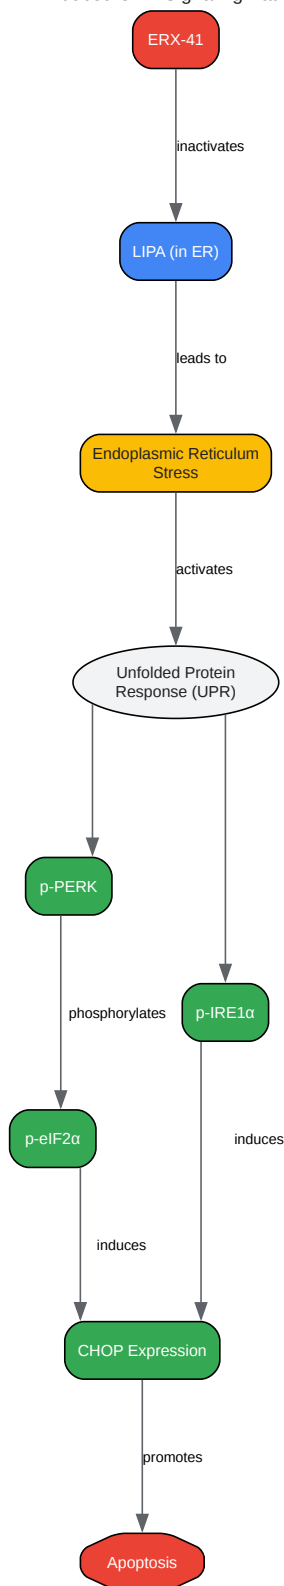 ERX-41
inactivates
LIPA (in ER)
leads to
Endoplasmic Reticulum
Stress
activates
Unfolded Protein
Response (UPR)
p-PERK
phosphorylates
p-IRE1α
p-eIF2α
induces
induces
CHOP Expression
promotes
Apoptosis